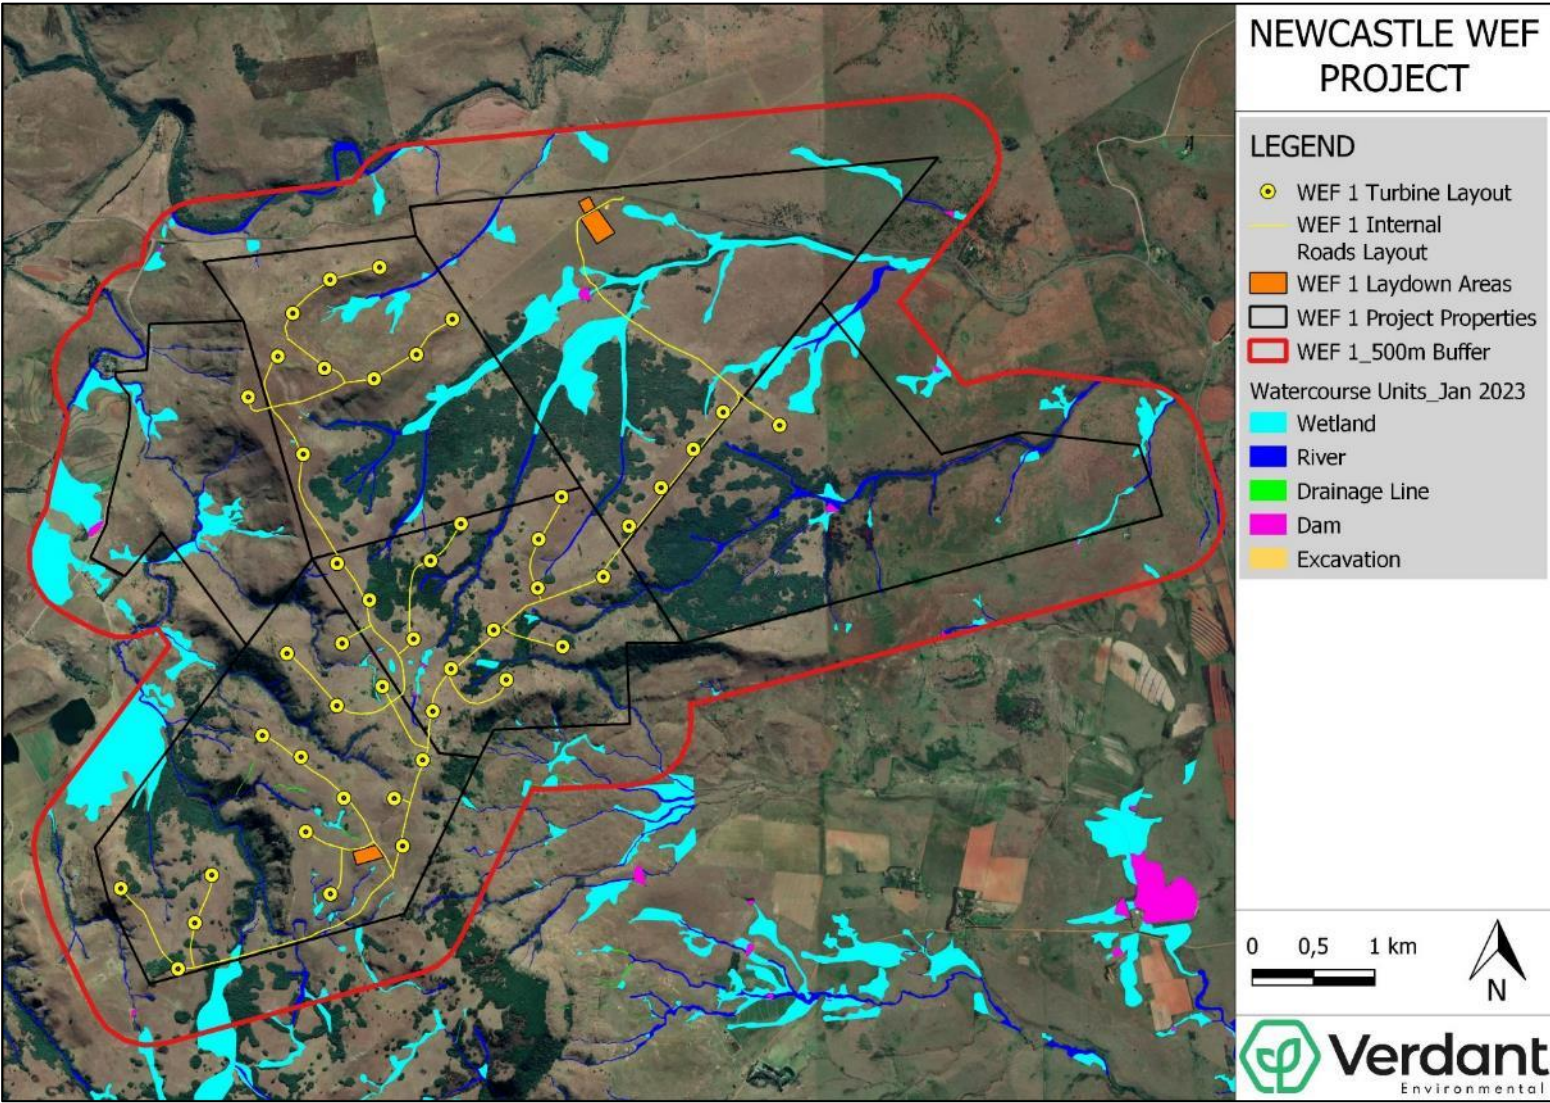 NEWCASTLE WEF
PROJECT
LEGEND
WEF 1 Turbine Layout
WEF 1 Internal
Roads Layout
WEF 1 Laydown Areas
WEF 1 Project Properties
WEF 1_500m Buffer
Watercourse Units_Jan 2023
Wetland
River
Drainage Line
Dam
Excavation
0 0,5 1 km
N
Verdant
Environmental